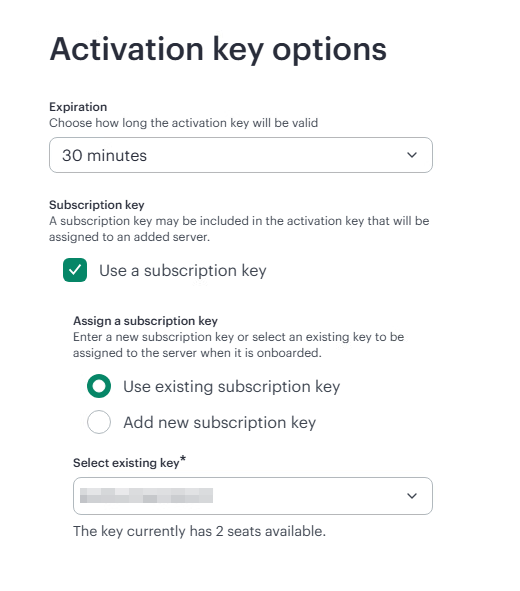 Activation key options
Expiration
Choose how long the activation key will be valid
30 minutes
Subscription key
A subscription key may be included in the activation key that will be
assigned to an added server.
Use a subscription key
Assign a subscription key
Enter a new subscription key or select an existing key to be
assigned to the server when it is onboarded.
Use existing subscription key
Add new subscription key
Select existing key*
The key currently has 2 seats available.